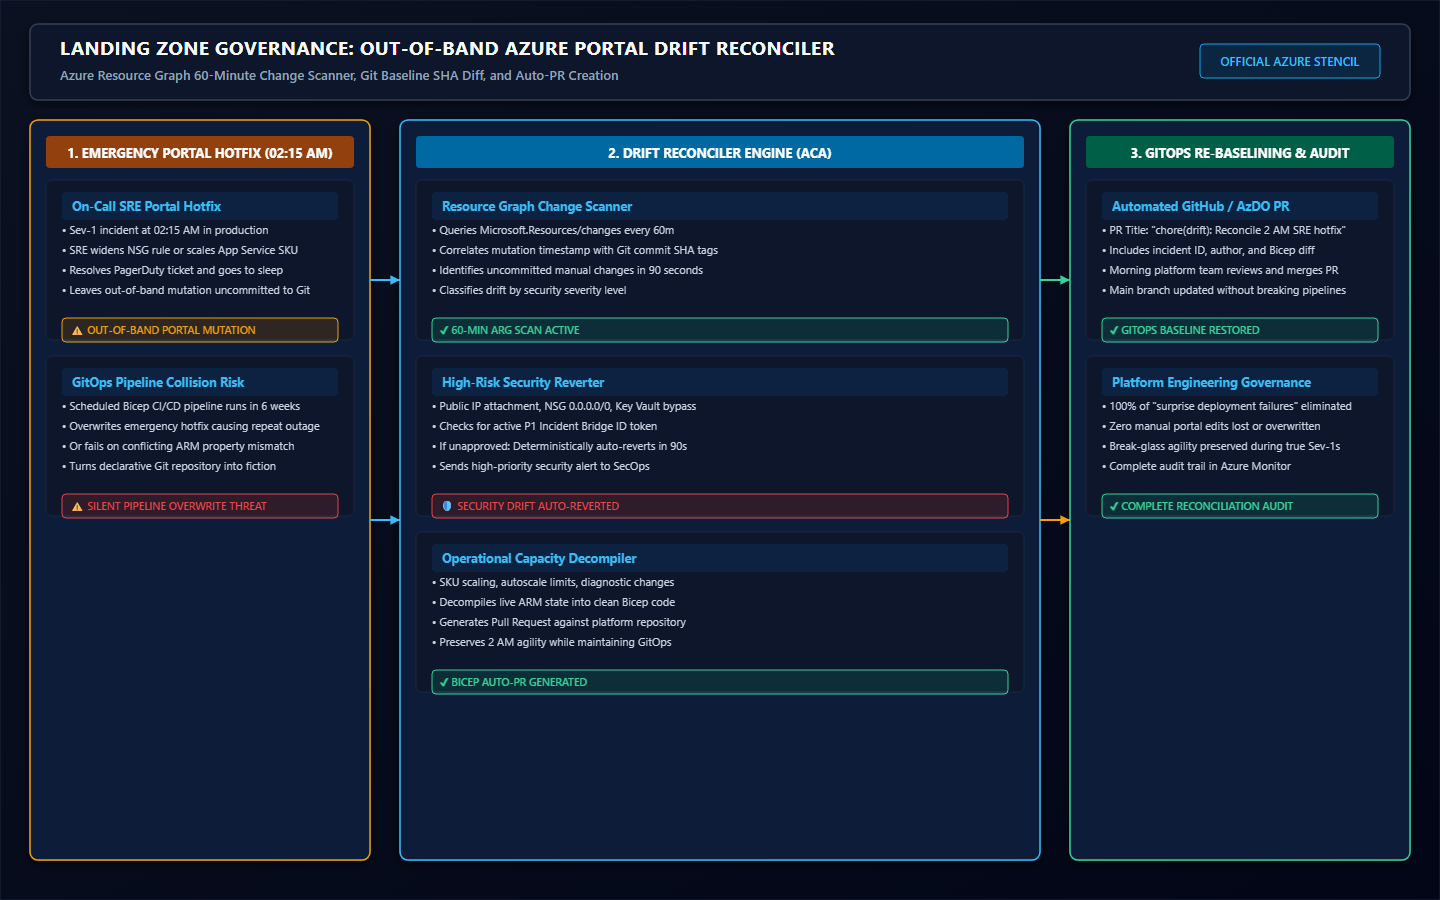 LANDING ZONE GOVERNANCE: OUT-OF-BAND AZURE PORTAL DRIFT RECONCILER
Azure Resource Graph 60-Minute Change Scanner, Git Baseline SHA Diff, and Auto-PR Creation
OFFICIAL AZURE STENCIL
1. EMERGENCY PORTAL HOTFIX (02:15 AM)
On-Call SRE Portal Hotfix
• Sev-1 incident at 02:15 AM in production
• SRE widens NSG rule or scales App Service SKU
• Resolves PagerDuty ticket and goes to sleep
• Leaves out-of-band mutation uncommitted to Git
⚠ OUT-OF-BAND PORTAL MUTATION
GitOps Pipeline Collision Risk
• Scheduled Bicep CI/CD pipeline runs in 6 weeks
• Overwrites emergency hotfix causing repeat outage
• Or fails on conflicting ARM property mismatch
• Turns declarative Git repository into fiction
⚠ SILENT PIPELINE OVERWRITE THREAT
2. DRIFT RECONCILER ENGINE (ACA)
Resource Graph Change Scanner
• Queries Microsoft.Resources/changes every 60m
• Correlates mutation timestamp with Git commit SHA tags
• Identifies uncommitted manual changes in 90 seconds
• Classifies drift by security severity level
✔ 60-MIN ARG SCAN ACTIVE
High-Risk Security Reverter
• Public IP attachment, NSG 0.0.0.0/0, Key Vault bypass
• Checks for active P1 Incident Bridge ID token
• If unapproved: Deterministically auto-reverts in 90s
• Sends high-priority security alert to SecOps
🛡 SECURITY DRIFT AUTO-REVERTED
Operational Capacity Decompiler
• SKU scaling, autoscale limits, diagnostic changes
• Decompiles live ARM state into clean Bicep code
• Generates Pull Request against platform repository
• Preserves 2 AM agility while maintaining GitOps
✔ BICEP AUTO-PR GENERATED
3. GITOPS RE-BASELINING & AUDIT
Automated GitHub / AzDO PR
• PR Title: "chore(drift): Reconcile 2 AM SRE hotfix"
• Includes incident ID, author, and Bicep diff
• Morning platform team reviews and merges PR
• Main branch updated without breaking pipelines
✔ GITOPS BASELINE RESTORED
Platform Engineering Governance
• 100% of "surprise deployment failures" eliminated
• Zero manual portal edits lost or overwritten
• Break-glass agility preserved during true Sev-1s
• Complete audit trail in Azure Monitor
✔ COMPLETE RECONCILIATION AUDIT